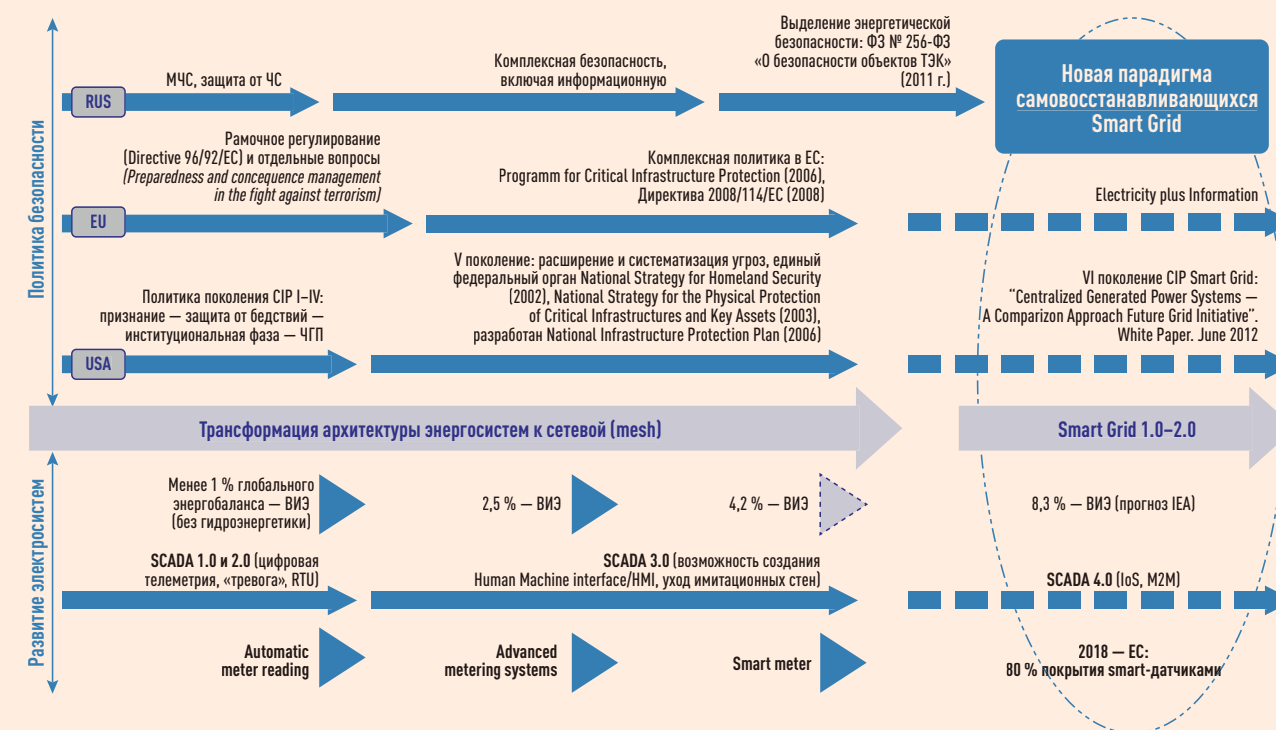 Политика безопасности
RUS
МЧС, защита от ЧС
Комплексная безопасность,
включая информационную
Выделение энергетической
безопасности: ФЗ № 256-ФЗ
«О безопасности объектов ТЭК»
(2011 г.)
Новая парадигма
самовосстанавливающихся
Smart Grid
EU
Рамочное регулирование
(Directive 96/92/EC) и отдельные вопросы
(Preparedness and concequence management
in the fight against terrorism)
Комплексная политика в ЕС:
Programm for Critical Infrastructure Protection (2006),
Директива 2008/114/ЕС (2008)
Electricity plus Information
USA
Политика поколения CIP I–IV:
признание — защита от бедствий —
институциональная фаза — ЧГП
V поколение: расширение и систематизация угроз, единый
федеральный орган National Strategy for Homeland Security
(2002), National Strategy for the Physical Protection
of Critical Infrastructures and Key Assets (2003),
разработан National Infrastructure Protection Plan (2006)
VI поколение CIP Smart Grid:
“Centralized Generated Power Systems —
A Comparizon Approach Future Grid Initiative”.
White Paper. June 2012
Трансформация архитектуры энергосистем к сетевой (mesh)
Smart Grid 1.0–2.0
Развитие электросистем
Менее 1 % глобального
энергобаланса — ВИЭ
(без гидроэнергетики)
2,5 % — ВИЭ
4,2 % — ВИЭ
8,3 % — ВИЭ (прогноз IEA)
SCADA 1.0 и 2.0 (цифровая
телеметрия, «тревога», RTU)
SCADA 3.0 (возможность создания
Human Machine interface/HMI, уход имитационных стен)
SCADA 4.0 (IoS, M2M)
Automatic
meter reading
Advanced
metering systems
Smart meter
2018 — ЕС:
80 % покрытия smart-датчиками